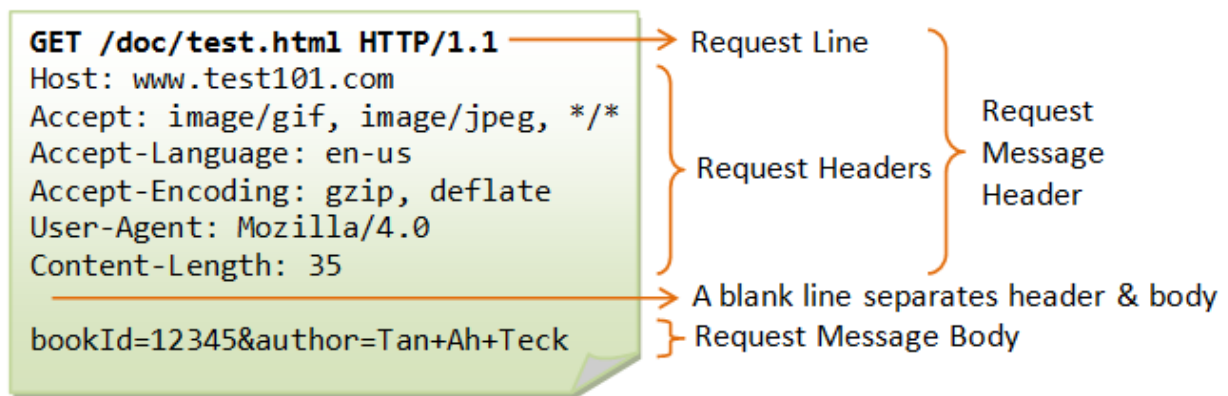 GET /doc/test.html HTTP/1.1
Host: www.test101.com
Accept: image/gif, image/jpeg, */*
Accept-Language: en-us
Accept-Encoding: gzip, deflate
User-Agent: Mozilla/4.0
Content-Length: 35
bookId=12345&author=Tan+Ah+Teck
Request Line
Request Headers
Request
Message
Header
A blank line separates header & body
Request Message Body